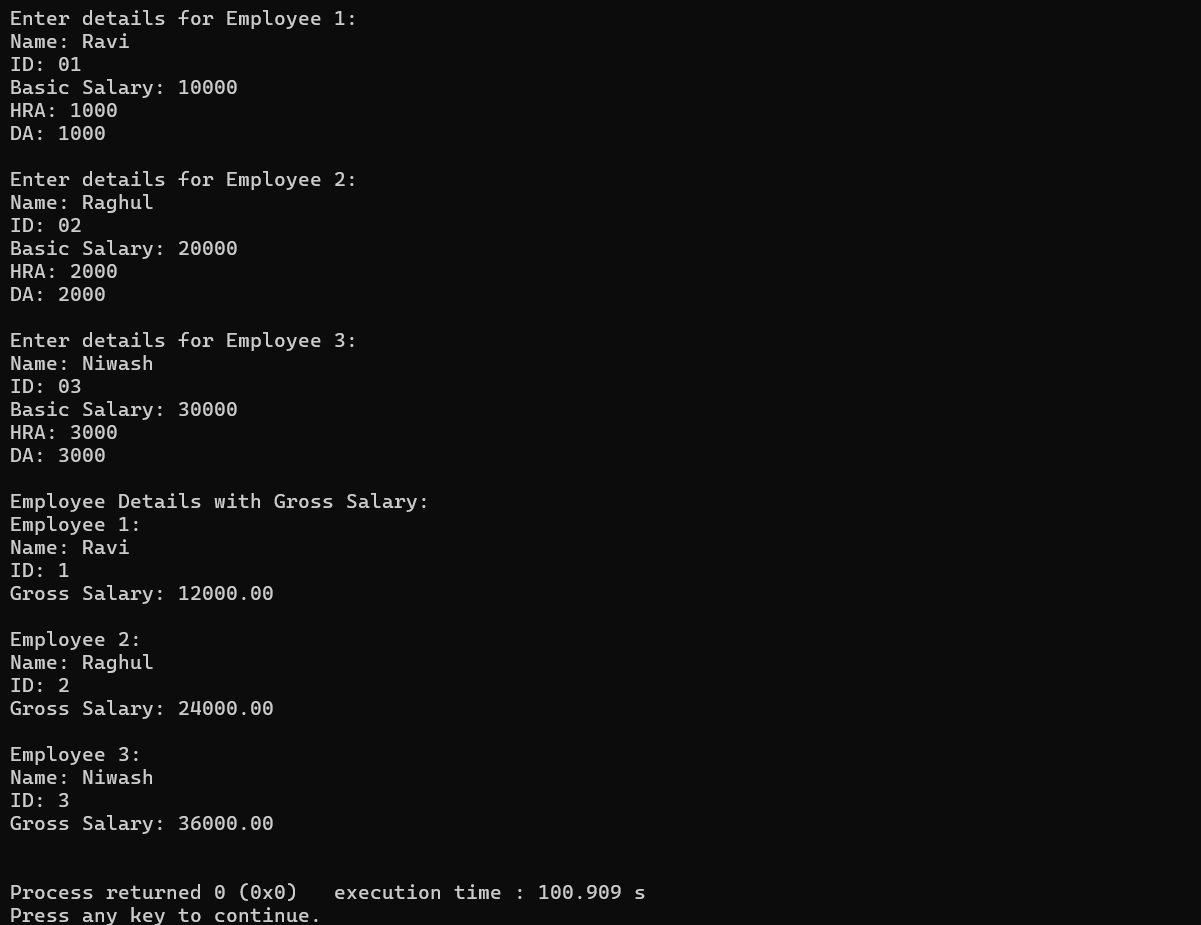 Enter details for Employee 1:
Name: Ravi
ID: 01
Basic Salary: 10000
HRA: 1000
DA: 1000
Enter details for Employee 2:
Name: Raghul
ID: 02
Basic Salary: 20000
HRA: 2000
DA: 2000
Enter details for Employee 3:
Name: Niwash
ID: 03
Basic Salary: 30000
HRA: 3000
DA: 3000
Employee Details with Gross Salary:
Employee 1:
Name: Ravi
ID: 1
Gross Salary: 12000.00
Employee 2:
Name: Raghul
ID: 2
Gross Salary: 24000.00
Employee 3:
Name: Niwash
ID: 3
Gross Salary: 36000.00
Process returned 0 (0x0)   execution time : 100.909 s
Press any key to continue.